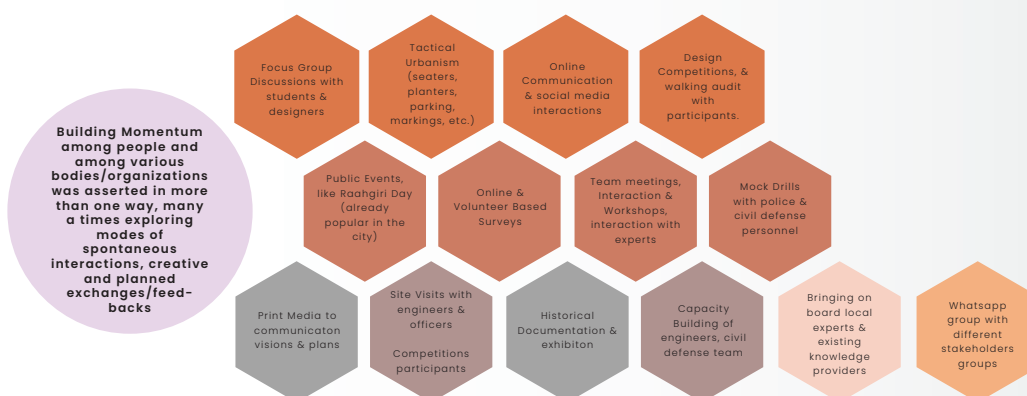 Building Momentum
among people and
among various
bodies/organizations
was asserted in more
than one way, many
a times exploring
modes of
spontaneous
interactions, creative
and planned
exchanges/feed-
backs
Focus Group
Discussions with
students &
designers
Tactical
Urbanism
(seaters,
planters,
parking,
markings, etc.)
Online
Communication
& social media
interactions
Design
Competitions, &
walking audit
with
participants.
Public Events,
like Raahgiri Day
(already
popular in the
city)
Online &
Volunteer Based
Surveys
Team meetings,
Interaction &
Workshops,
interaction with
experts
Mock Drills
with police &
civil defense
personnel
Print Media to
communicaton
visions & plans
Site Visits with
engineers &
officers
Competitions
participants
Historical
Documentation &
exhibiton
Capacity
Building of
engineers, civil
defense team
Bringing on
board local
experts &
existing
knowledge
providers
Whatsapp
group with
different
stakeholders
groups